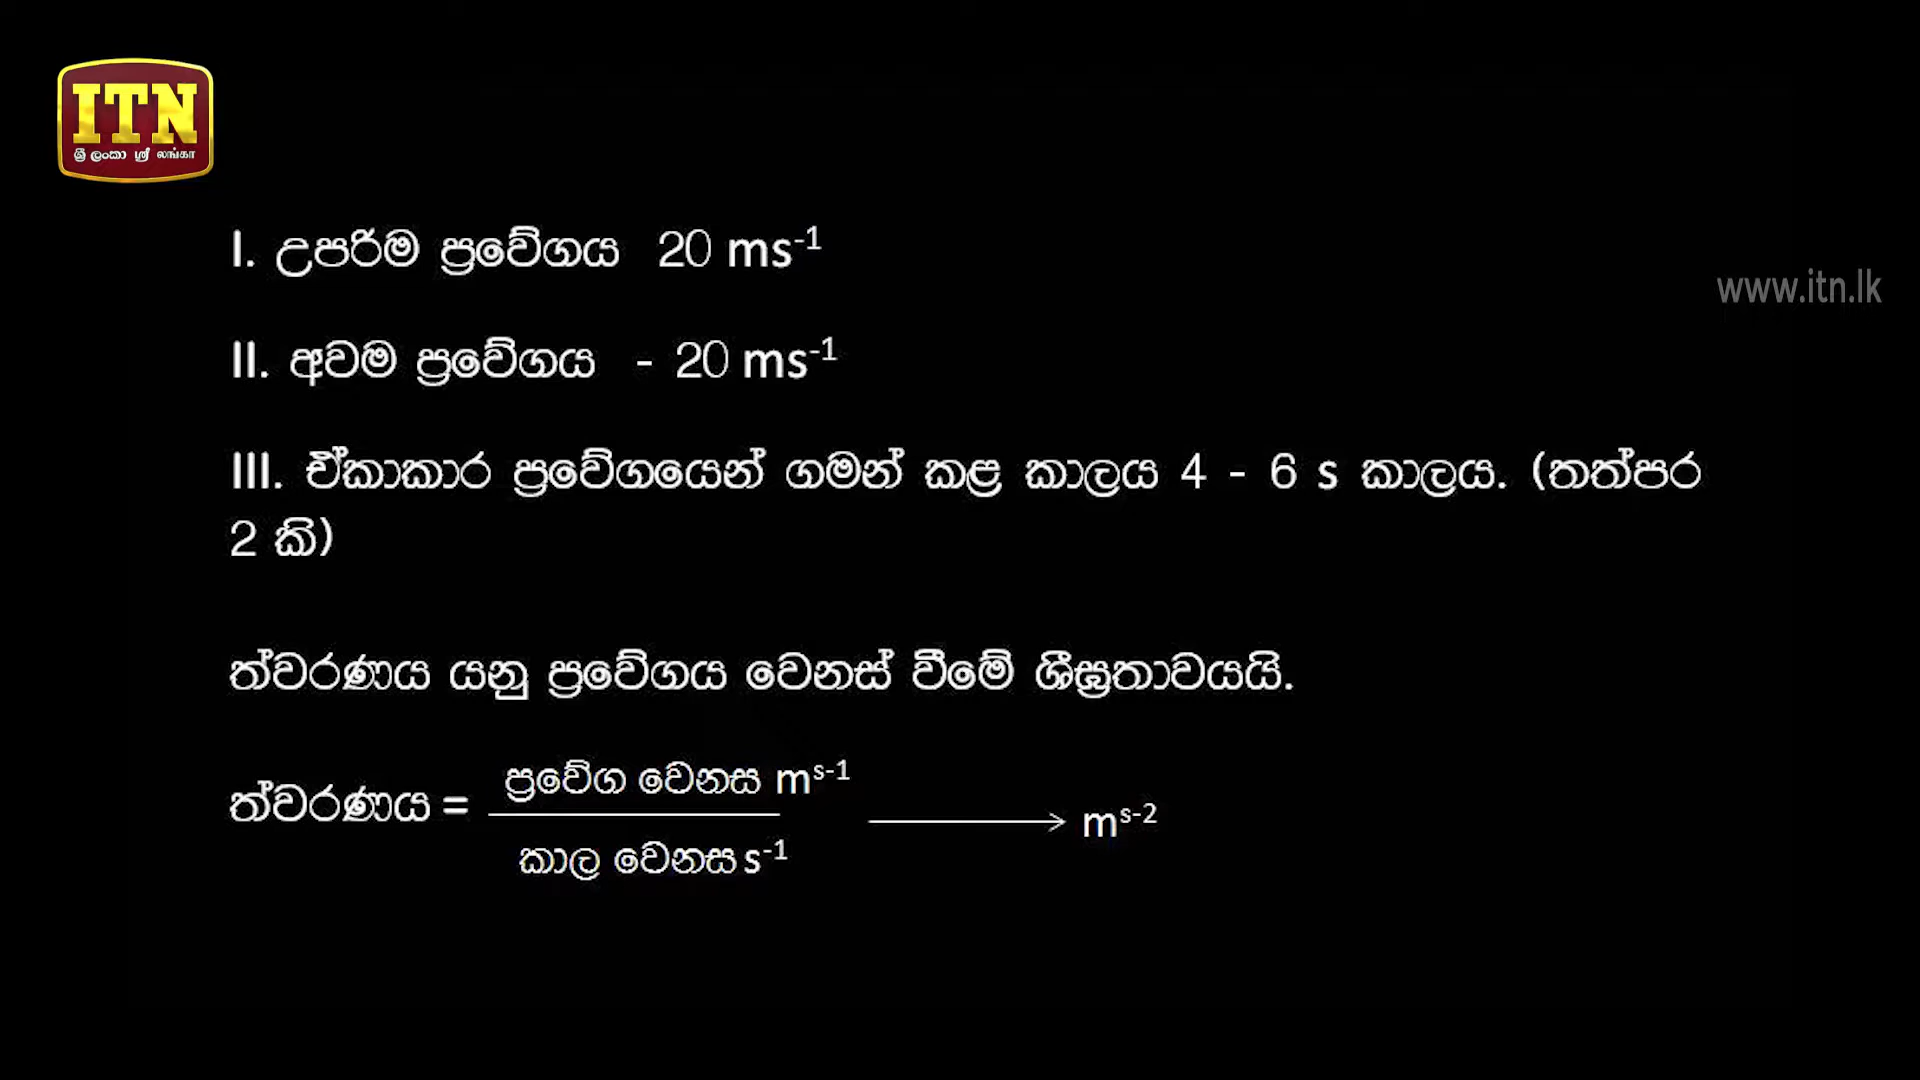 ITN
ශ්‍රී ලංකා ஸ்ரீ லங்கா
www.itn.lk
I. උපරිම ප්‍රවේගය 20 ms⁻¹
II. අවම ප්‍රවේගය - 20 ms⁻¹
III. ඒකාකාර ප්‍රවේගයෙන් ගමන් කළ කාලය 4 - 6 s කාලය. (තත්පර
2 කි)
ත්වරණය යනු ප්‍රවේගය වෙනස් වීමේ ශීඝ්‍රතාවයයි.
ත්වරණය = ප්‍රවේග වෙනස mˢ⁻¹
කාල වෙනස s⁻¹
→ mˢ⁻²